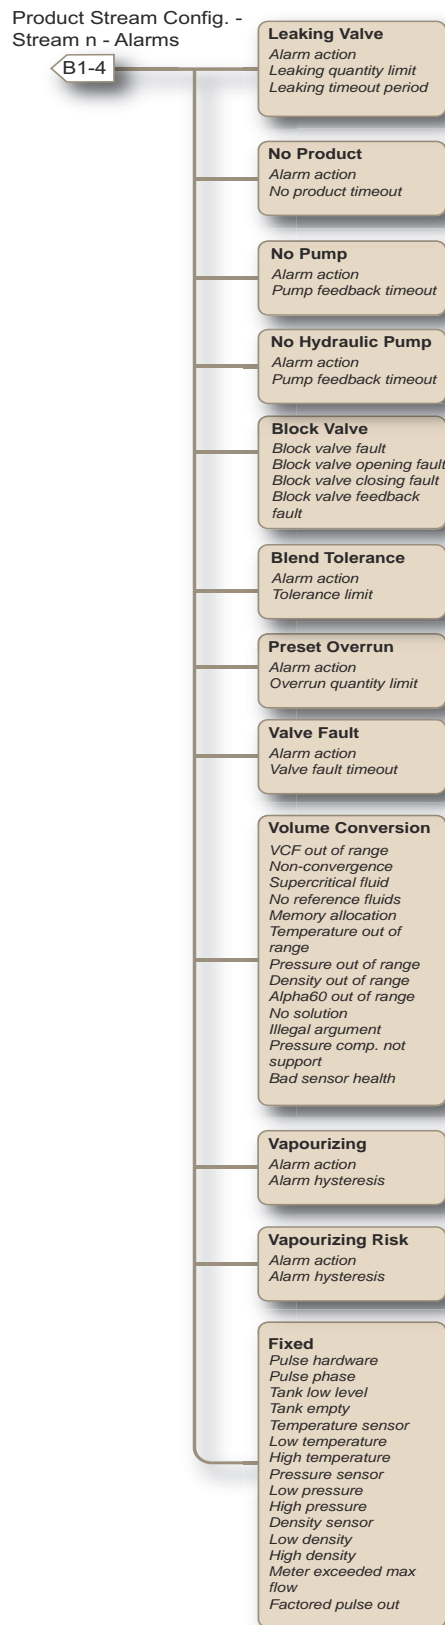 Product Stream Config. -
Stream n - Alarms
B1-4
Leaking Valve
Alarm action
Leaking quantity limit
Leaking timeout period
No Product
Alarm action
No product timeout
No Pump
Alarm action
Pump feedback timeout
No Hydraulic Pump
Alarm action
Pump feedback timeout
Block Valve
Block valve fault
Block valve opening fault
Block valve closing fault
Block valve feedback
fault
Blend Tolerance
Alarm action
Tolerance limit
Preset Overrun
Alarm action
Overrun quantity limit
Valve Fault
Alarm action
Valve fault timeout
Volume Conversion
VCF out of range
Non-convergence
Supercritical fluid
No reference fluids
Memory allocation
Temperature out of
range
Pressure out of range
Density out of range
Alpha60 out of range
No solution
Illegal argument
Pressure comp. not
support
Bad sensor health
Vapourizing
Alarm action
Alarm hysteresis
Vapourizing Risk
Alarm action
Alarm hysteresis
Fixed
Pulse hardware
Pulse phase
Tank low level
Tank empty
Temperature sensor
Low temperature
High temperature
Pressure sensor
Low pressure
High pressure
Density sensor
Low density
High density
Meter exceeded max
flow
Factored pulse out